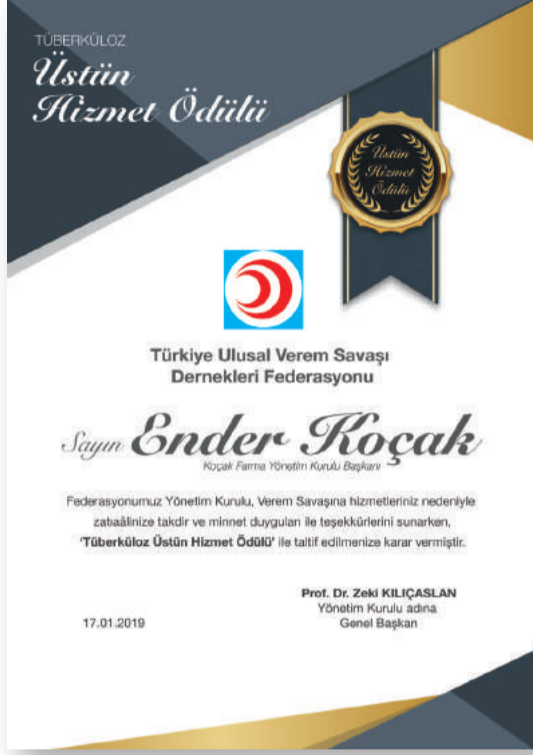 TÜBERKÜLOZ
Üstün
Hizmet Ödülü
Üstün
Hizmet
Ödülü
Türkiye Ulusal Verem Savaşı
Dernekleri Federasyonu
Sayın Ender Koçak
Koçak Farma Yönetim Kurulu Başkanı
Federasyonumuz Yönetim Kurulu, Verem Savaşına hizmetleriniz nedeniyle
zatıaâlinize takdir ve minnet duyguları ile teşekkürlerini sunarken,
'Tüberküloz Üstün Hizmet Ödülü' ile taltif edilmenize karar vermiştir.
Prof. Dr. Zeki KILIÇASLAN
Yönetim Kurulu adına
17.01.2019 Genel Başkan